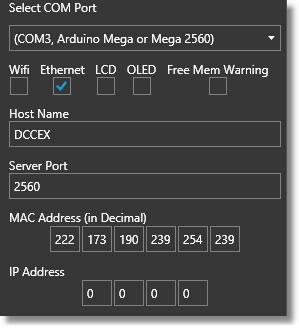 Select COM Port
(COM3, Arduino Mega or Mega 2560)
Wifi Ethernet LCD OLED Free Mem Warning
Host Name
DCCEX
Server Port
2560
MAC Address (in Decimal)
222 173 190 239 254 239
IP Address
0 0 0 0